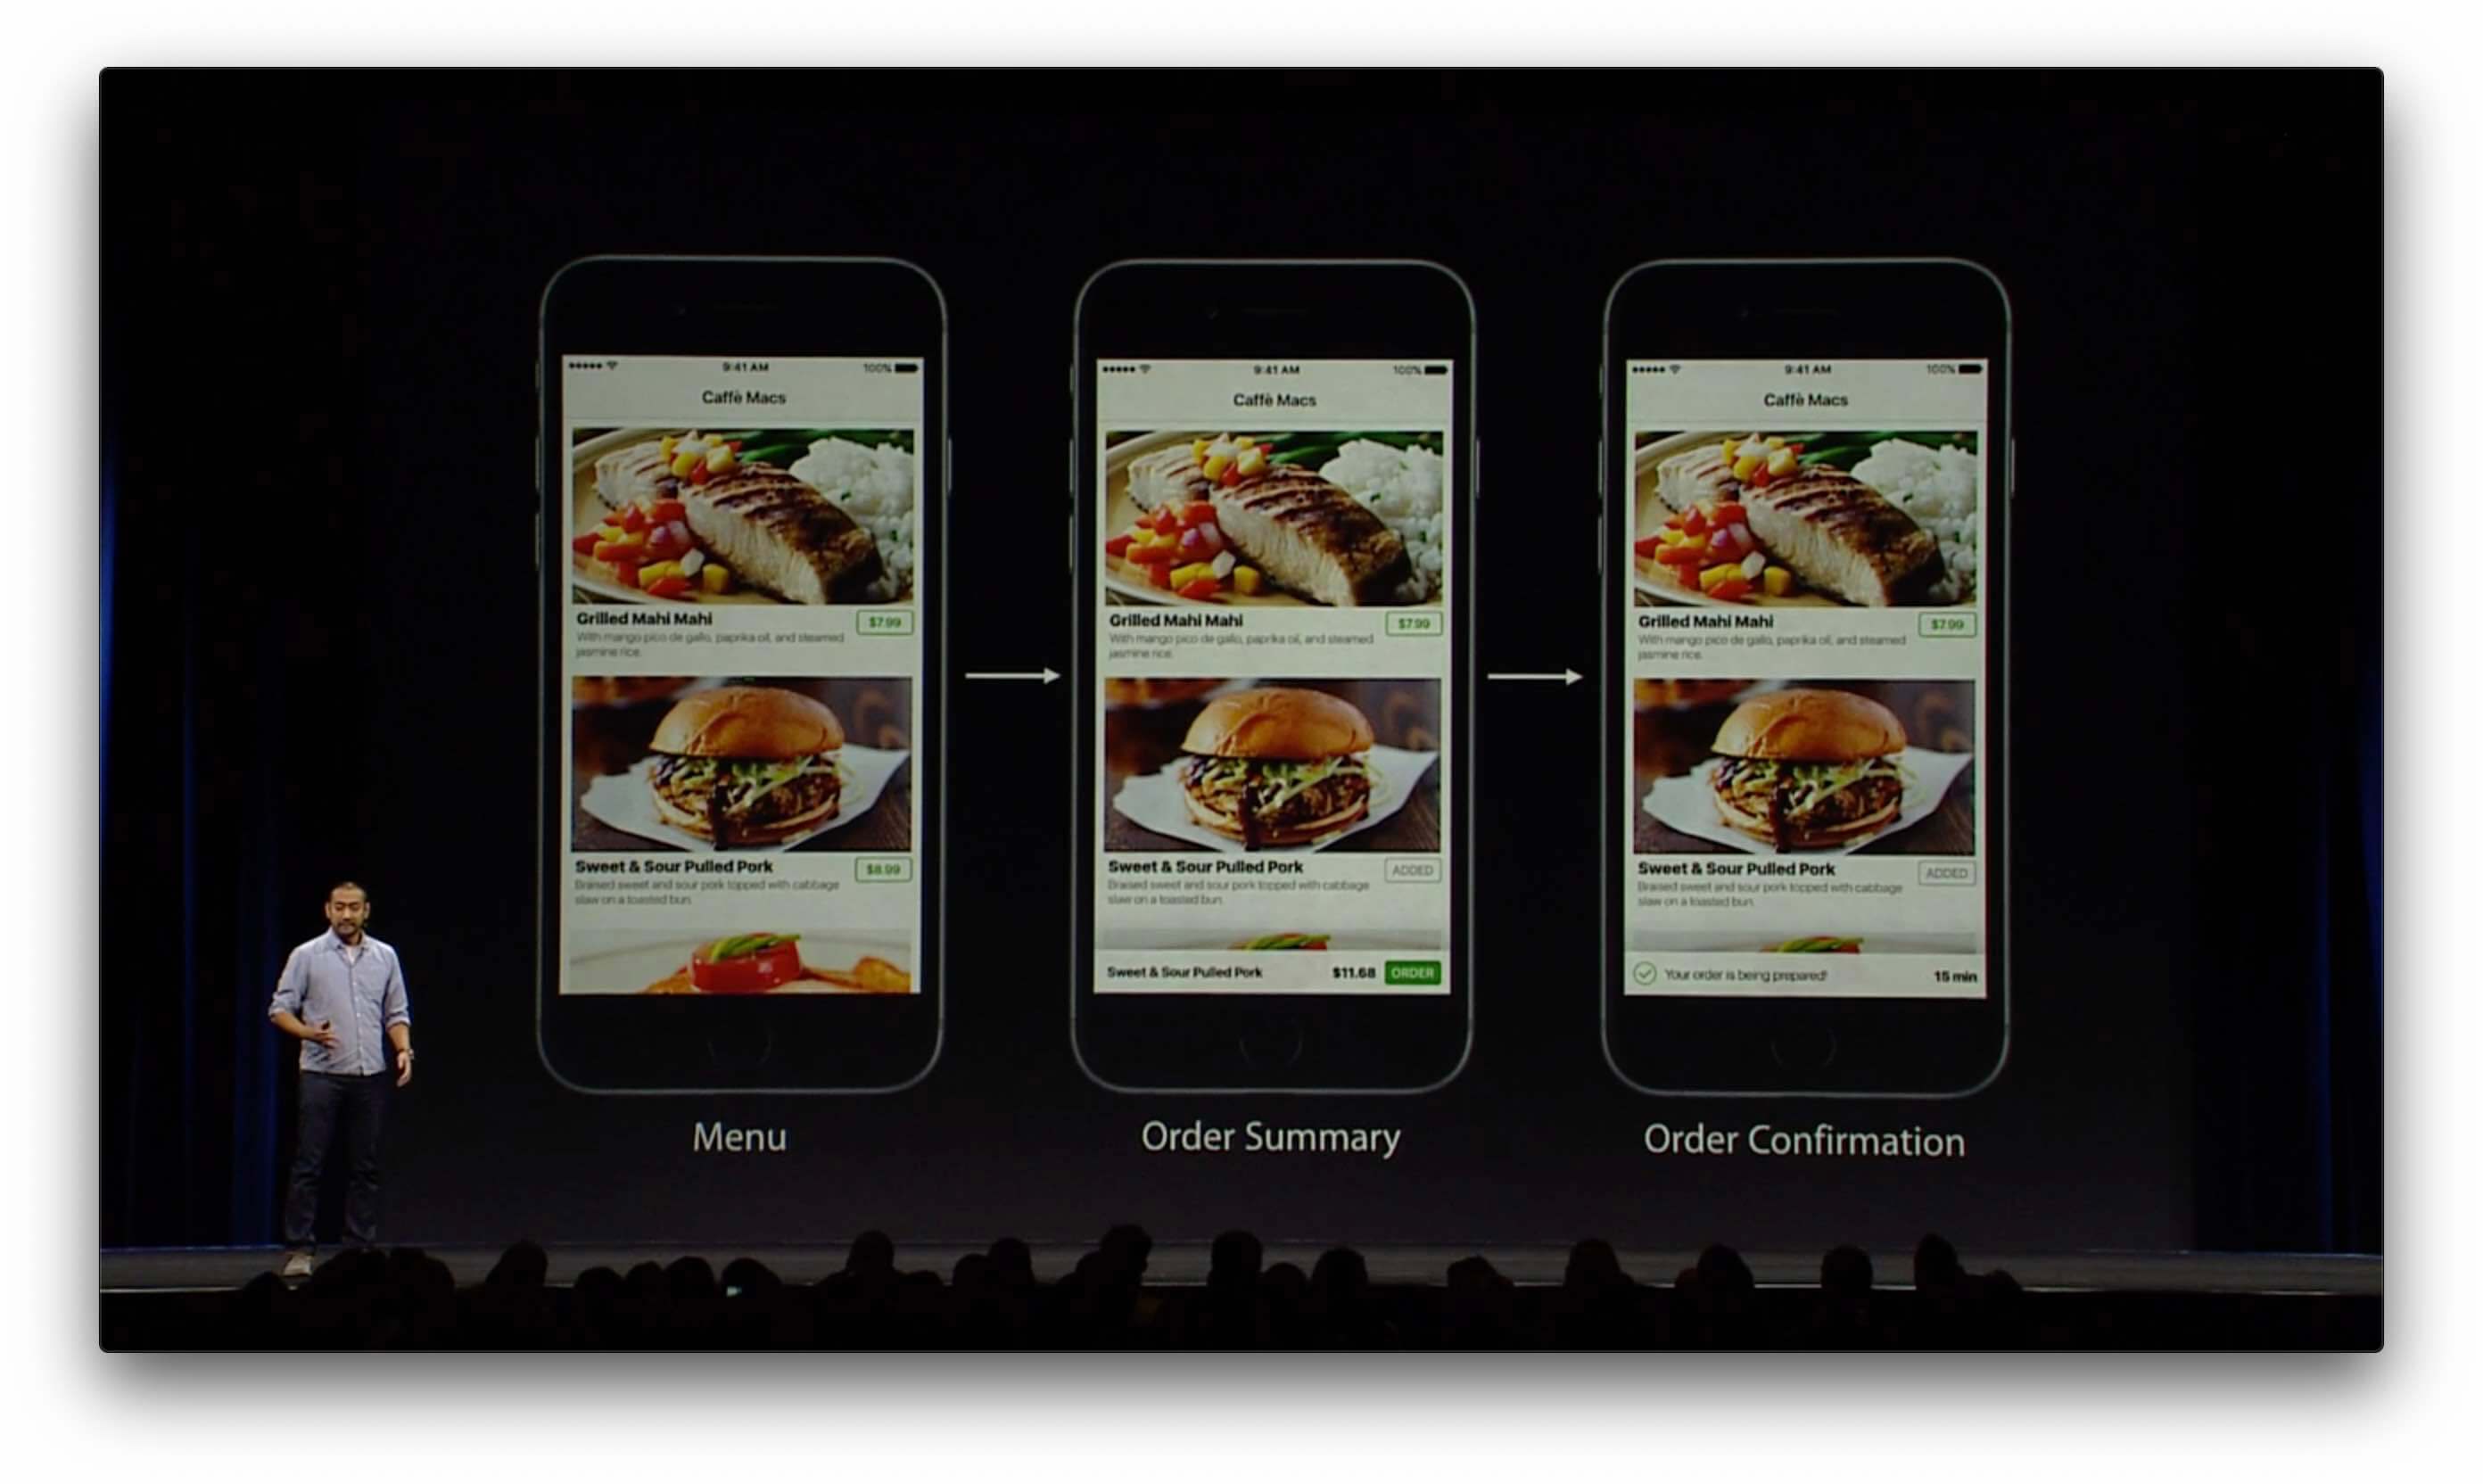 9:41 AM
100%
Caffè Macs
Grilled Mahi Mahi
$7.99
With mango pico de gallo, paprika oil, and steamed
jasmine rice.
Sweet & Sour Pulled Pork
$8.99
Braised sweet and sour pork topped with cabbage
slaw on a toasted bun.
Menu
9:41 AM
100%
Caffè Macs
Grilled Mahi Mahi
$7.99
With mango pico de gallo, paprika oil, and steamed
jasmine rice.
Sweet & Sour Pulled Pork
ADDED
Braised sweet and sour pork topped with cabbage
slaw on a toasted bun.
Sweet & Sour Pulled Pork $11.68 ORDER
Order Summary
9:41 AM
100%
Caffè Macs
Grilled Mahi Mahi
$7.99
With mango pico de gallo, paprika oil, and steamed
jasmine rice.
Sweet & Sour Pulled Pork
ADDED
Braised sweet and sour pork topped with cabbage
slaw on a toasted bun.
Your order is being prepared! 15 min
Order Confirmation